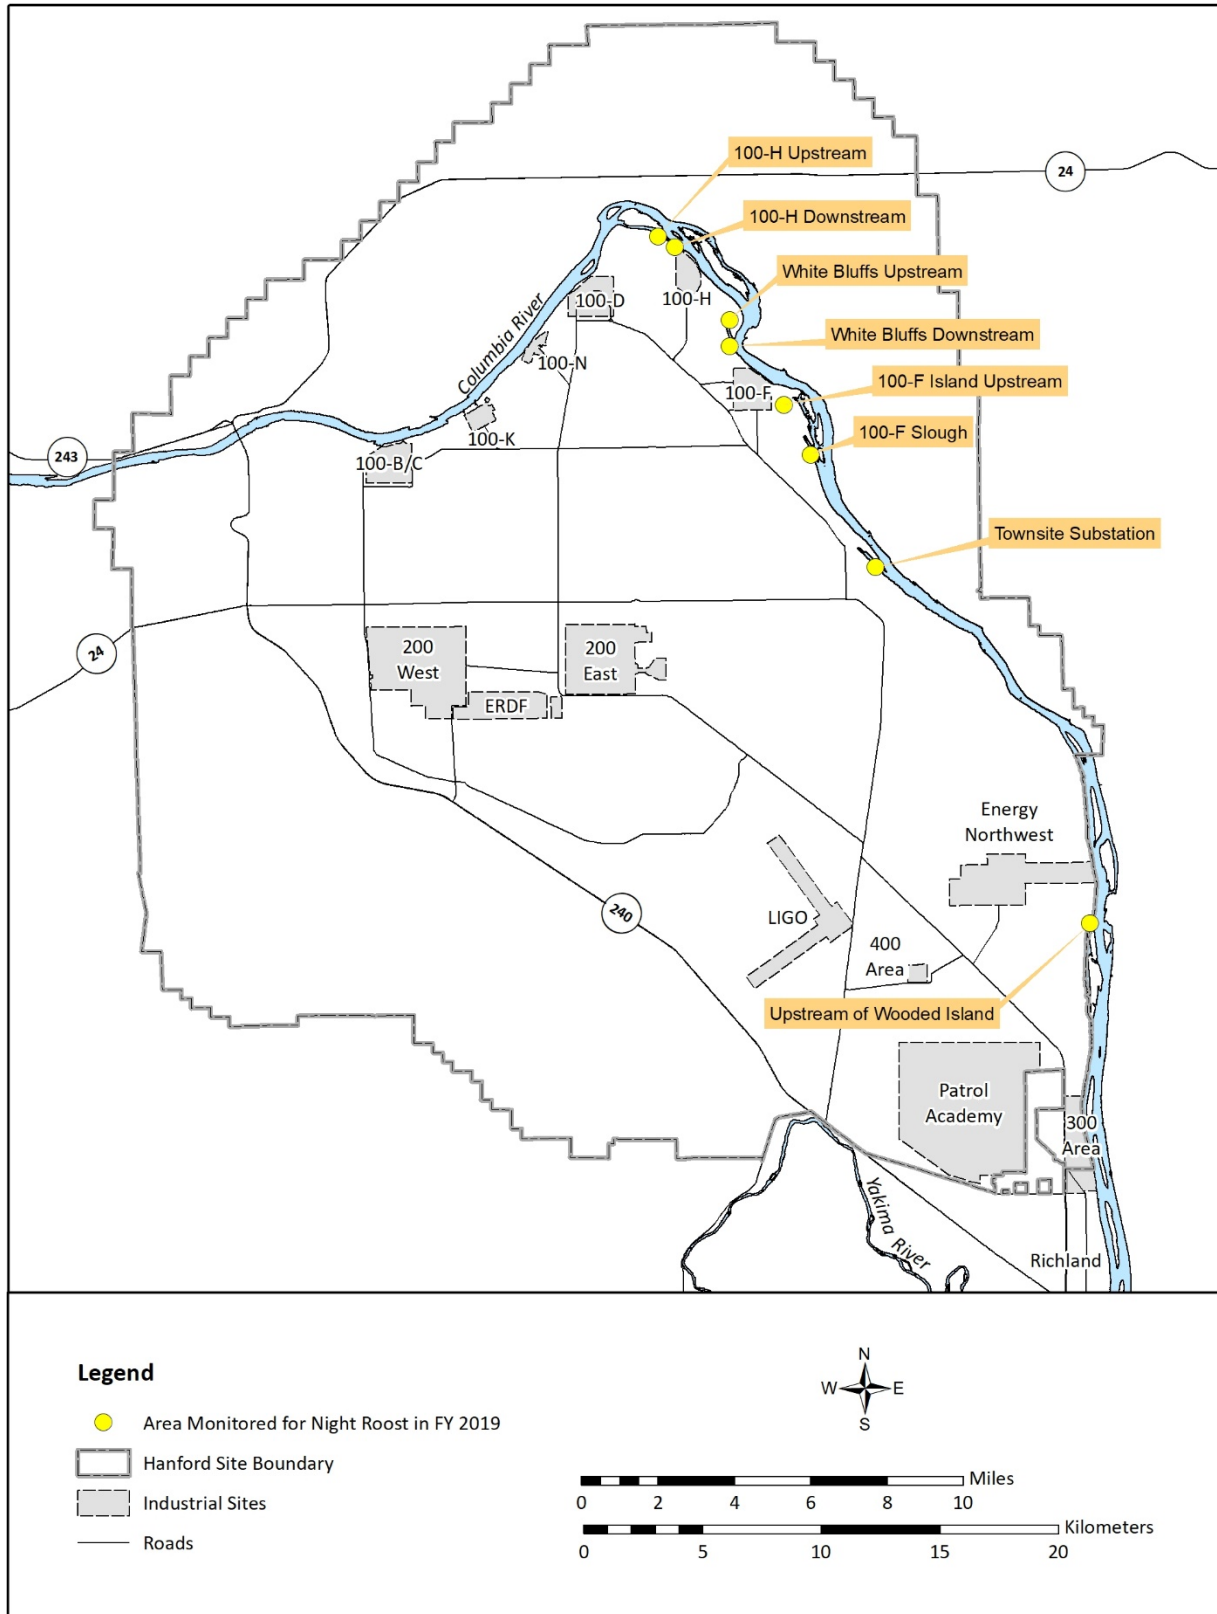 100-H Upstream
24
100-H Downstream
White Bluffs Upstream
100-D
100-H
Columbia River
White Bluffs Downstream
100-N
100-F Island Upstream
100-F
100-K
100-F Slough
243
100-B/C
Townsite Substation
24
200
West
200
East
ERDF
Energy
Northwest
240
LIGO
400
Area
Upstream of Wooded Island
Patrol
Academy
300
Area
Yakima River
Richland
Legend
Area Monitored for Night Roost in FY 2019
Hanford Site Boundary
Industrial Sites
Roads
N
W E
S
Miles
0 2 4 6 8 10
Kilometers
0 5 10 15 20